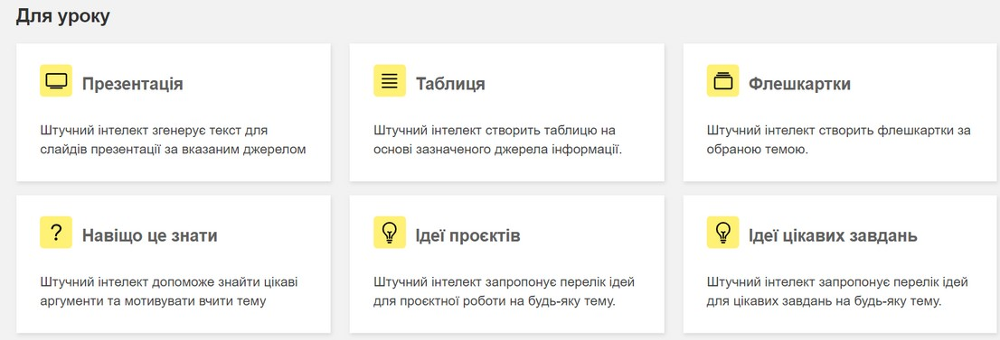 Для уроку
Презентація
Штучний інтелект згенерує текст для
слайдів презентації за вказаним джерелом
Таблиця
Штучний інтелект створить таблицю на
основі зазначеного джерела інформації.
Флешкартки
Штучний інтелект створить флешкартки за
обраною темою.
?
Навіщо це знати
Штучний інтелект допоможе знайти цікаві
аргументи та мотивувати вчити тему
Ідеї проєктів
Штучний інтелект запропонує перелік ідей
для проєктної роботи на будь-яку тему.
Ідеї цікавих завдань
Штучний інтелект запропонує перелік ідей
для цікавих завдань на будь-яку тему.